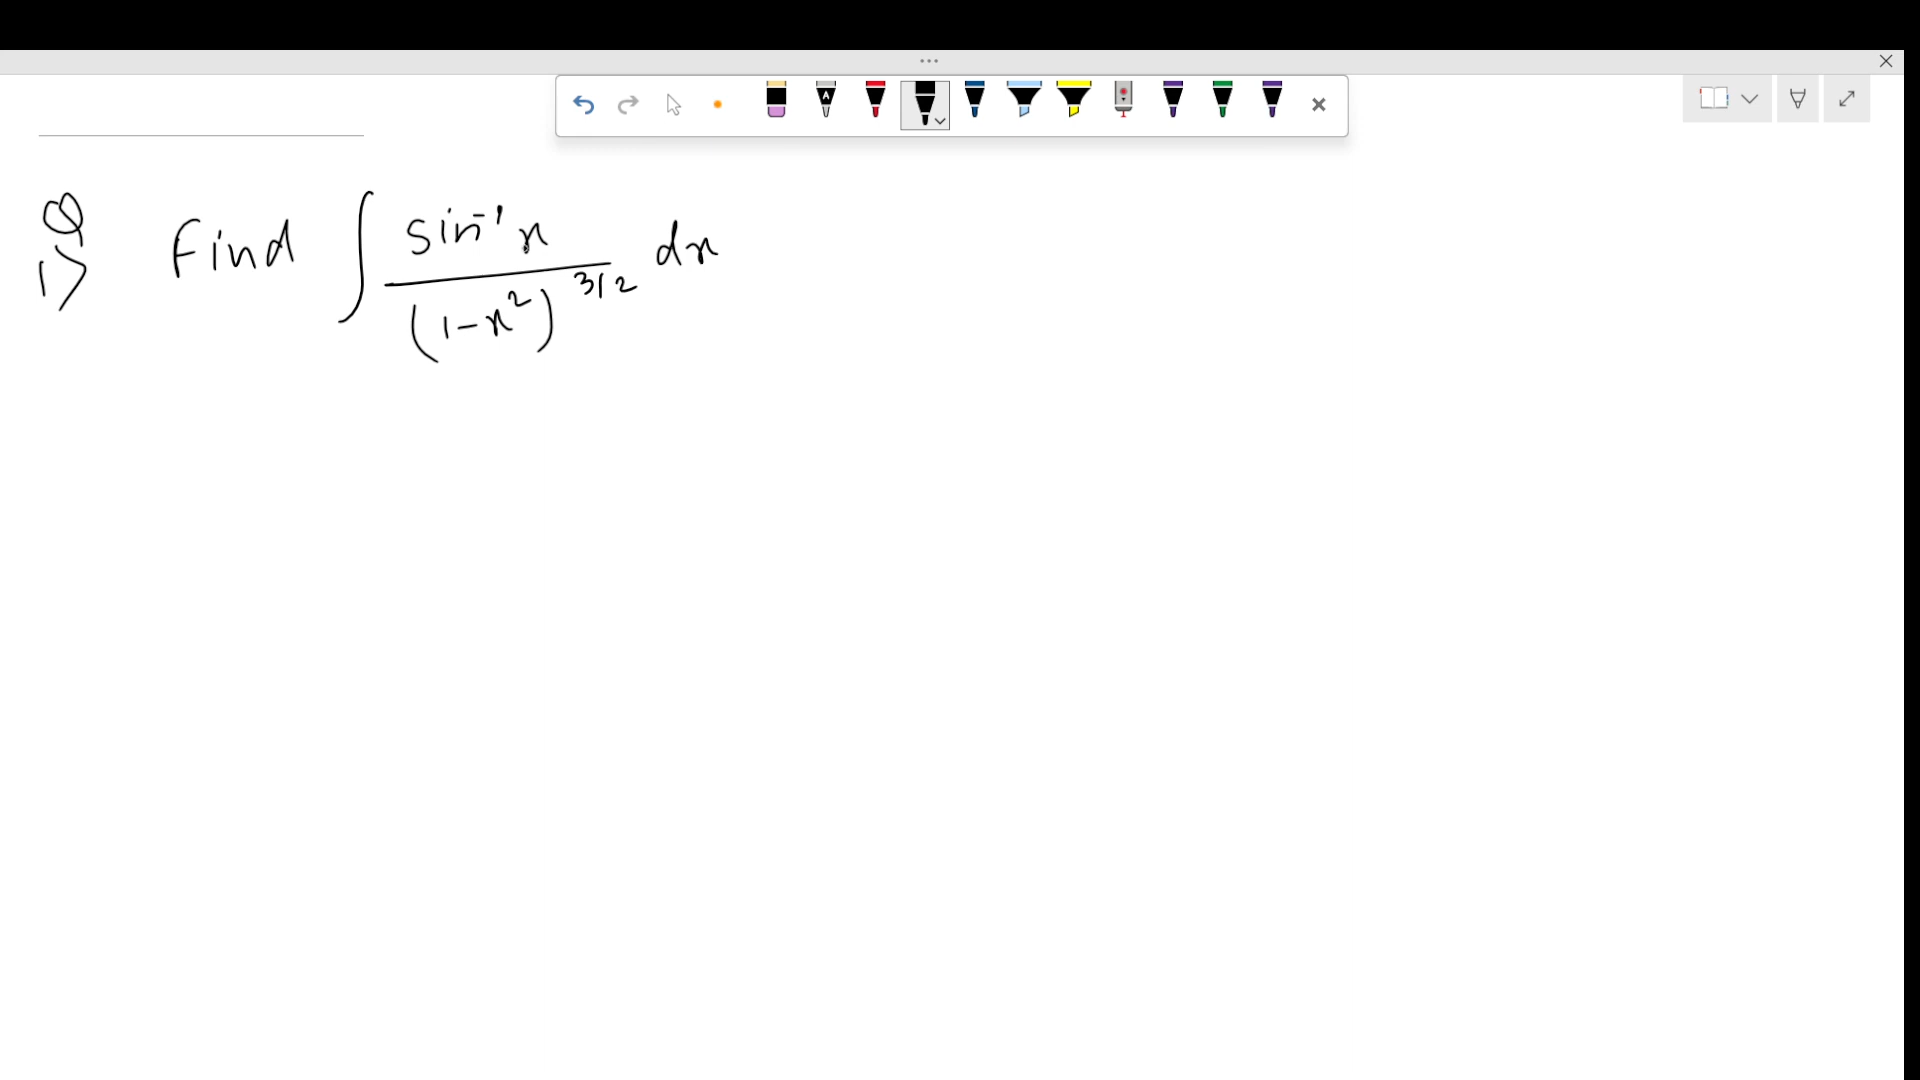 Q
1) Find ∫ sin⁻¹x / (1-x²)^3/2 dx